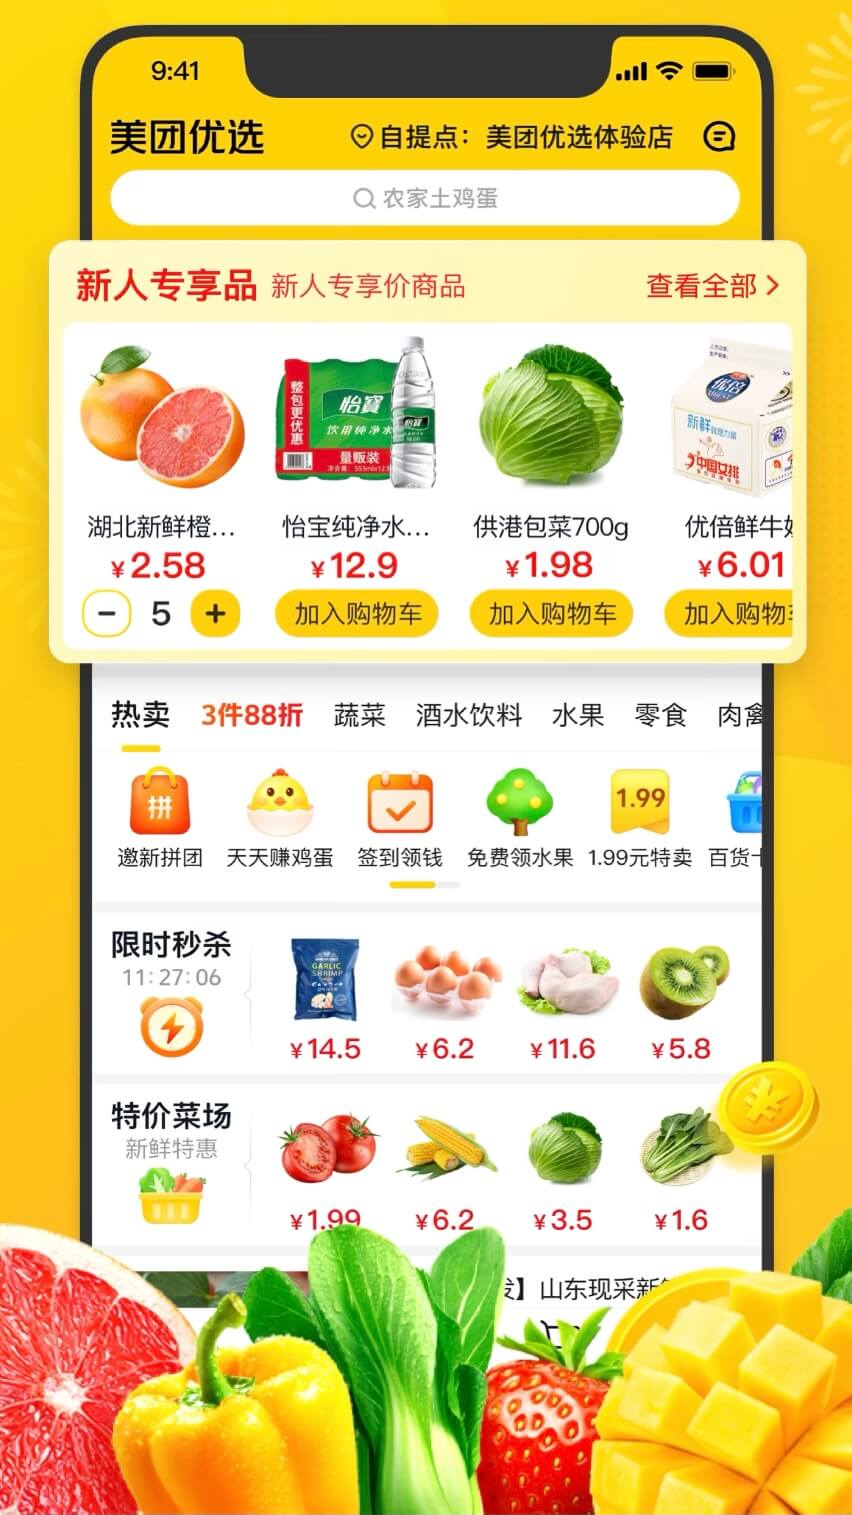 9:41
美团优选
自提点：美团优选体验店
农家土鸡蛋
新人专享品 新人专享价商品 查看全部
整包更优惠
怡寶
饮用纯净水
量贩装
优倍
新鲜
中国女排
湖北新鲜橙... 怡宝纯净水... 供港包菜700g 优倍鲜牛
¥2.58 ¥12.9 ¥1.98 ¥6.01
- 5 + 加入购物车 加入购物车 加入购物
热卖 3件88折 蔬菜 酒水饮料 水果 零食 肉禽
拼 1.99
邀新拼团 天天赚鸡蛋 签到领钱 免费领水果 1.99元特卖 百货
限时秒杀
11:27:06
GARLIC
SHRIMP
¥14.5 ¥6.2 ¥11.6 ¥5.8
特价菜场
新鲜特惠
¥
¥1.99 ¥6.2 ¥3.5 ¥1.6
】山东现采新